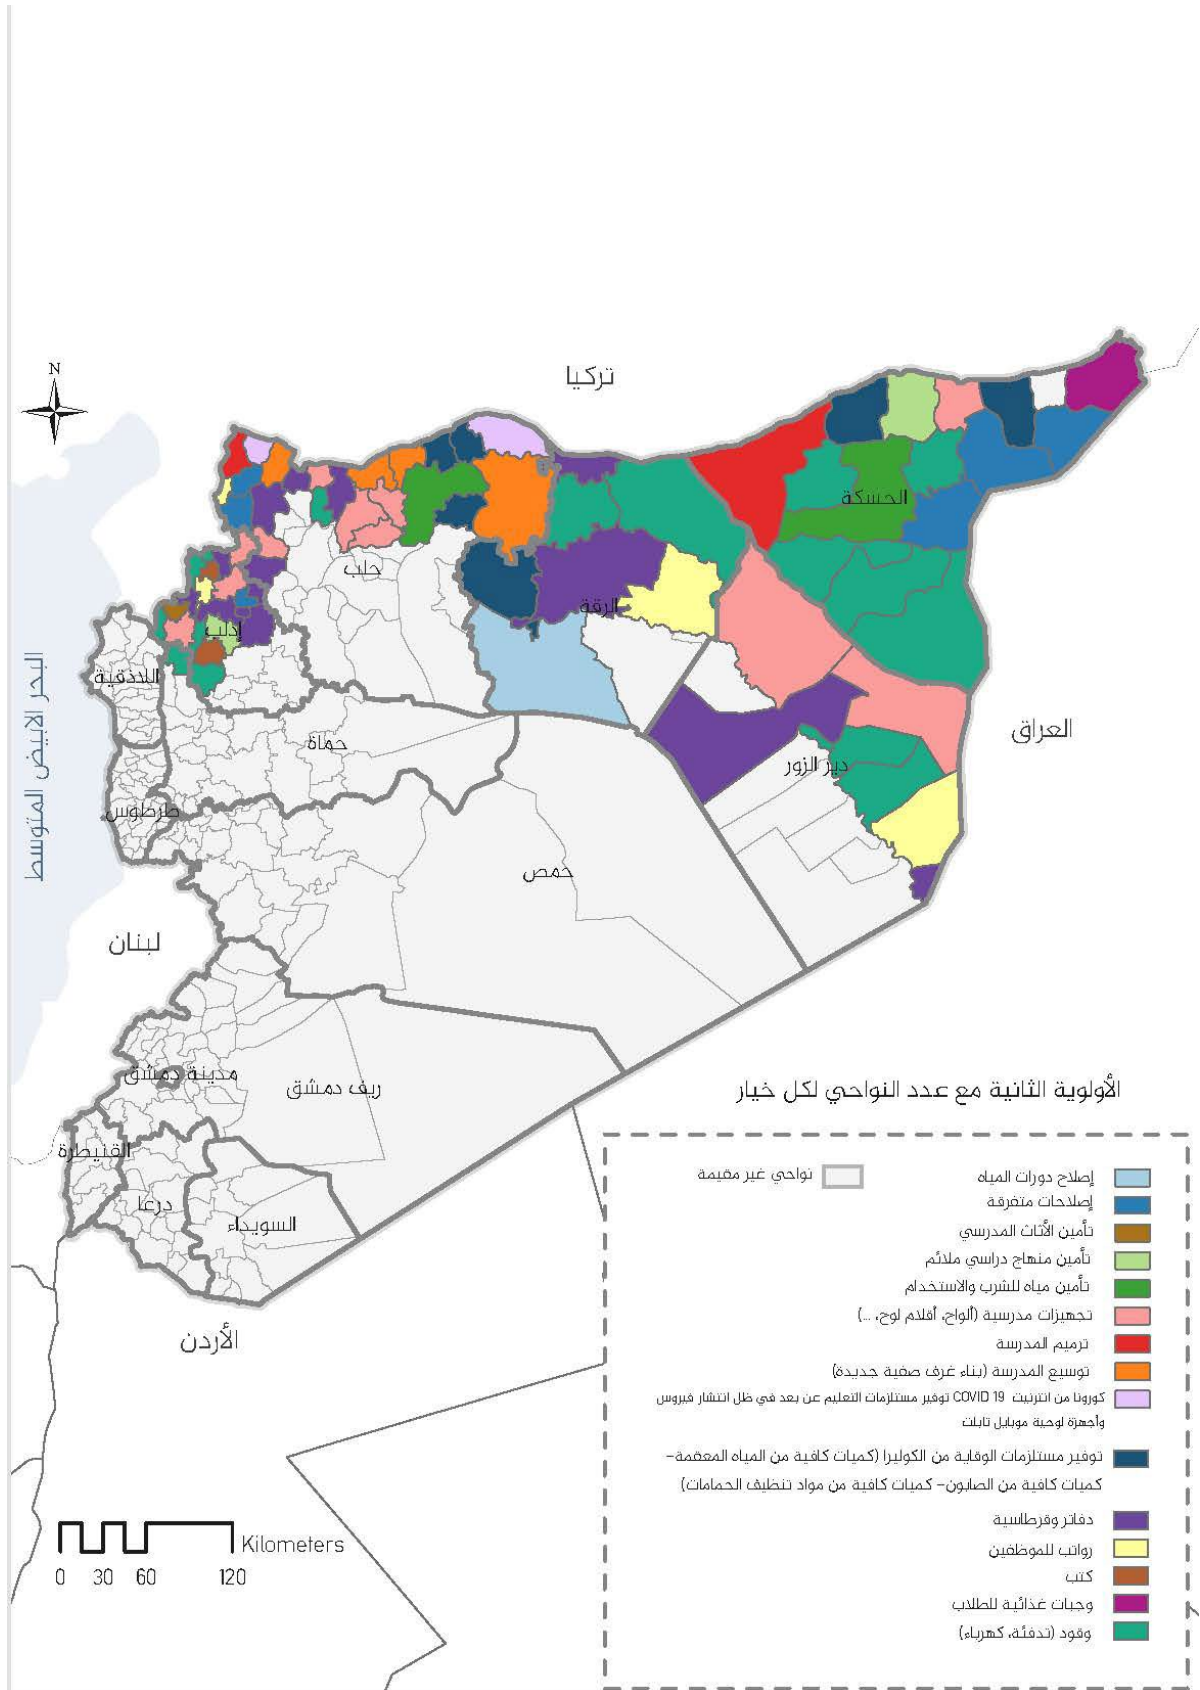 تركيا
N
الحسكة
حلب
الرقة
إدلب
اللاذقية
البحر الابيض المتوسط
العراق
حماة
دير الزور
طرطوس
حمص
لبنان
مدينة دمشق
ريف دمشق
القنيطرة
درعا
السويداء
الأردن
الأولوية الثانية مع عدد النواحي لكل خيار
نواحي غير مقيمة
إصلاح دورات المياه
إصلاحات متفرقة
تأمين الأثاث المدرسي
تأمين منهاج دراسي ملائم
تأمين مياه للشرب والاستخدام
تجهيزات مدرسية (ألواح، أقلام لوح، ...)
ترميم المدرسة
توسيع المدرسة (بناء غرف صفية جديدة)
كورونا من انترنيت COVID 19 توفير مستلزمات التعليم عن بعد في ظل انتشار فيروس
وأجهزة لوحية موبايل تابلت
توفير مستلزمات الوقاية من الكوليرا (كميات كافية من المياه المعقمة–
كميات كافية من الصابون– كميات كافية من مواد تنظيف الحمامات)
دفاتر وقرطاسية
رواتب للموظفين
كتب
وجبات غذائية للطلاب
وقود (تدفئة، كهرباء)
Kilometers
0 30 60 120